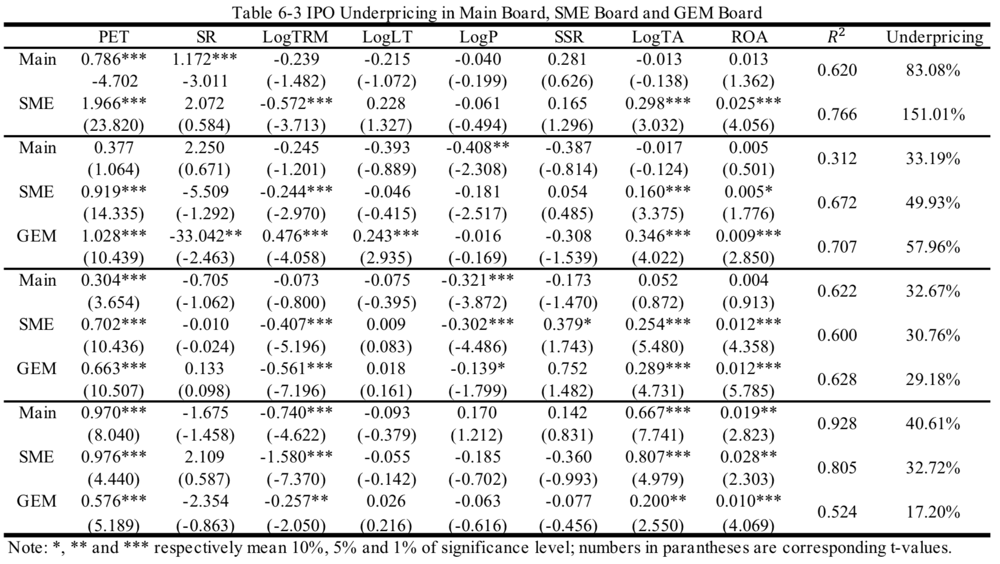 Table 6-3 IPO Underpricing in Main Board, SME Board and GEM Board
PET SR LogTRM LogLT LogP SSR LogTA ROA R² Underpricing
Main 0.786*** 1.172*** -0.239 -0.215 -0.040 0.281 -0.013 0.013 0.620 83.08%
-4.702 -3.011 (-1.482) (-1.072) (-0.199) (0.626) (-0.138) (1.362)
SME 1.966*** 2.072 -0.572*** 0.228 -0.061 0.165 0.298*** 0.025*** 0.766 151.01%
(23.820) (0.584) (-3.713) (1.327) (-0.494) (1.296) (3.032) (4.056)
Main 0.377 2.250 -0.245 -0.393 -0.408** -0.387 -0.017 0.005 0.312 33.19%
(1.064) (0.671) (-1.201) (-0.889) (-2.308) (-0.814) (-0.124) (0.501)
SME 0.919*** -5.509 -0.244*** -0.046 -0.181 0.054 0.160*** 0.005* 0.672 49.93%
(14.335) (-1.292) (-2.970) (-0.415) (-2.517) (0.485) (3.375) (1.776)
GEM 1.028*** -33.042** 0.476*** 0.243*** -0.016 -0.308 0.346*** 0.009*** 0.707 57.96%
(10.439) (-2.463) (-4.058) (2.935) (-0.169) (-1.539) (4.022) (2.850)
Main 0.304*** -0.705 -0.073 -0.075 -0.321*** -0.173 0.052 0.004 0.622 32.67%
(3.654) (-1.062) (-0.800) (-0.395) (-3.872) (-1.470) (0.872) (0.913)
SME 0.702*** -0.010 -0.407*** 0.009 -0.302*** 0.379* 0.254*** 0.012*** 0.600 30.76%
(10.436) (-0.024) (-5.196) (0.083) (-4.486) (1.743) (5.480) (4.358)
GEM 0.663*** 0.133 -0.561*** 0.018 -0.139* 0.752 0.289*** 0.012*** 0.628 29.18%
(10.507) (0.098) (-7.196) (0.161) (-1.799) (1.482) (4.731) (5.785)
Main 0.970*** -1.675 -0.740*** -0.093 0.170 0.142 0.667*** 0.019** 0.928 40.61%
(8.040) (-1.458) (-4.622) (-0.379) (1.212) (0.831) (7.741) (2.823)
SME 0.976*** 2.109 -1.580*** -0.055 -0.185 -0.360 0.807*** 0.028** 0.805 32.72%
(4.440) (0.587) (-7.370) (-0.142) (-0.702) (-0.993) (4.979) (2.303)
GEM 0.576*** -2.354 -0.257** 0.026 -0.063 -0.077 0.200** 0.010*** 0.524 17.20%
(5.189) (-0.863) (-2.050) (0.216) (-0.616) (-0.456) (2.550) (4.069)
Note: *, ** and *** respectively mean 10%, 5% and 1% of significance level; numbers in parantheses are corresponding t-values.